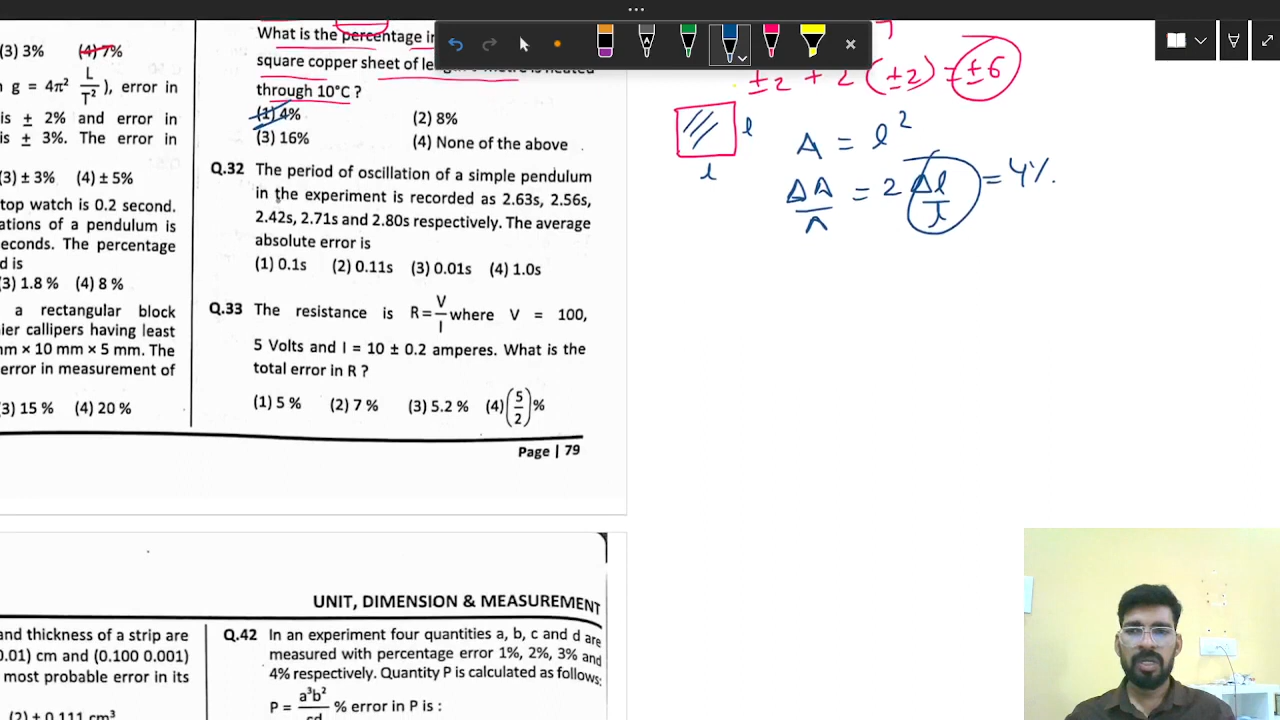 (3) 3% (4) 7%
g = 4π² L/T²), error in
is ± 2% and error in
is ± 3%. The error in
(3) ± 3% (4) ± 5%
top watch is 0.2 second.
ations of a pendulum is
econds. The percentage
d is
3) 1.8 % (4) 8 %
a rectangular block
ier callipers having least
nm × 10 mm × 5 mm. The
error in measurement of
3) 15 % (4) 20 %
What is the percentage in
square copper sheet of
through 10°C ?
(1) 4% (2) 8%
(3) 16% (4) None of the above
Q.32 The period of oscillation of a simple pendulum
in the experiment is recorded as 2.63s, 2.56s,
2.42s, 2.71s and 2.80s respectively. The average
absolute error is
(1) 0.1s (2) 0.11s (3) 0.01s (4) 1.0s
Q.33 The resistance is R=V/I where V = 100,
5 Volts and I = 10 ± 0.2 amperes. What is the
total error in R ?
(1) 5 % (2) 7 % (3) 5.2 % (4) (5/2)%
Page | 79
±2 + 2 (±2) = ±6
l
l
A = l²
ΔA/A = 2 Δl/l = 4%.
UNIT, DIMENSION & MEASUREMENT
and thickness of a strip are
0.01) cm and (0.100 0.001)
most probable error in its
(2) ± 0.111 cm³
Q.42 In an experiment four quantities a, b, c and d are
measured with percentage error 1%, 2%, 3% and
4% respectively. Quantity P is calculated as follows:
P = a³b²/cd % error in P is :